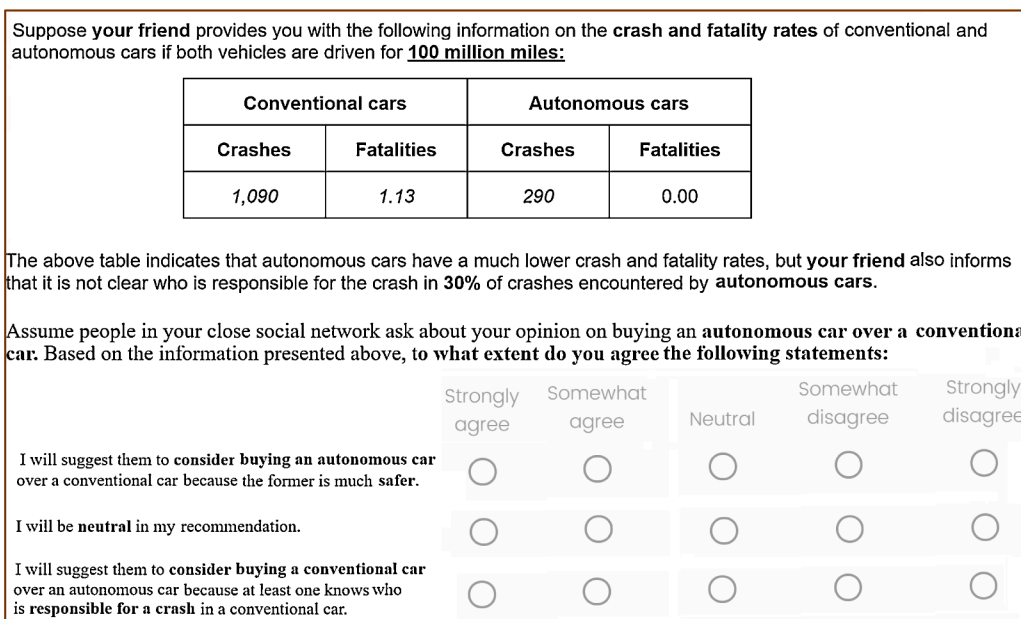 Suppose your friend provides you with the following information on the crash and fatality rates of conventional and
autonomous cars if both vehicles are driven for 100 million miles:
Conventional cars Autonomous cars
Crashes Fatalities Crashes Fatalities
1,090 1.13 290 0.00
The above table indicates that autonomous cars have a much lower crash and fatality rates, but your friend also informs
that it is not clear who is responsible for the crash in 30% of crashes encountered by autonomous cars.
Assume people in your close social network ask about your opinion on buying an autonomous car over a conventiona
car. Based on the information presented above, to what extent do you agree the following statements:
Strongly agree Somewhat agree Neutral Somewhat disagree Strongly disagree
I will suggest them to consider buying an autonomous car
over a conventional car because the former is much safer.
I will be neutral in my recommendation.
I will suggest them to consider buying a conventional car
over an autonomous car because at least one knows who
is responsible for a crash in a conventional car.